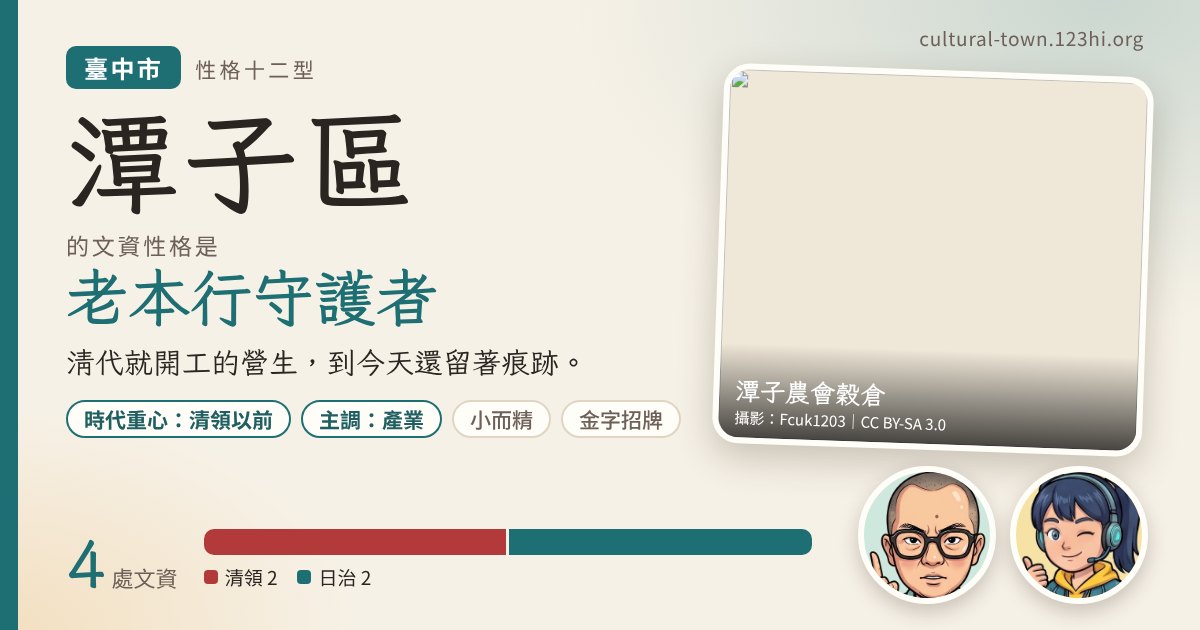 cultural-town.123hi.org
臺中市 性格十二型
潭子區
的文資性格是
老本行守護者
清代就開工的營生，到今天還留著痕跡。
時代重心：清領以前 主調：產業 小而精 金字招牌
潭子農會穀倉
攝影：Fcuk1203｜CC BY-SA 3.0
4 處文資
清領 2 日治 2